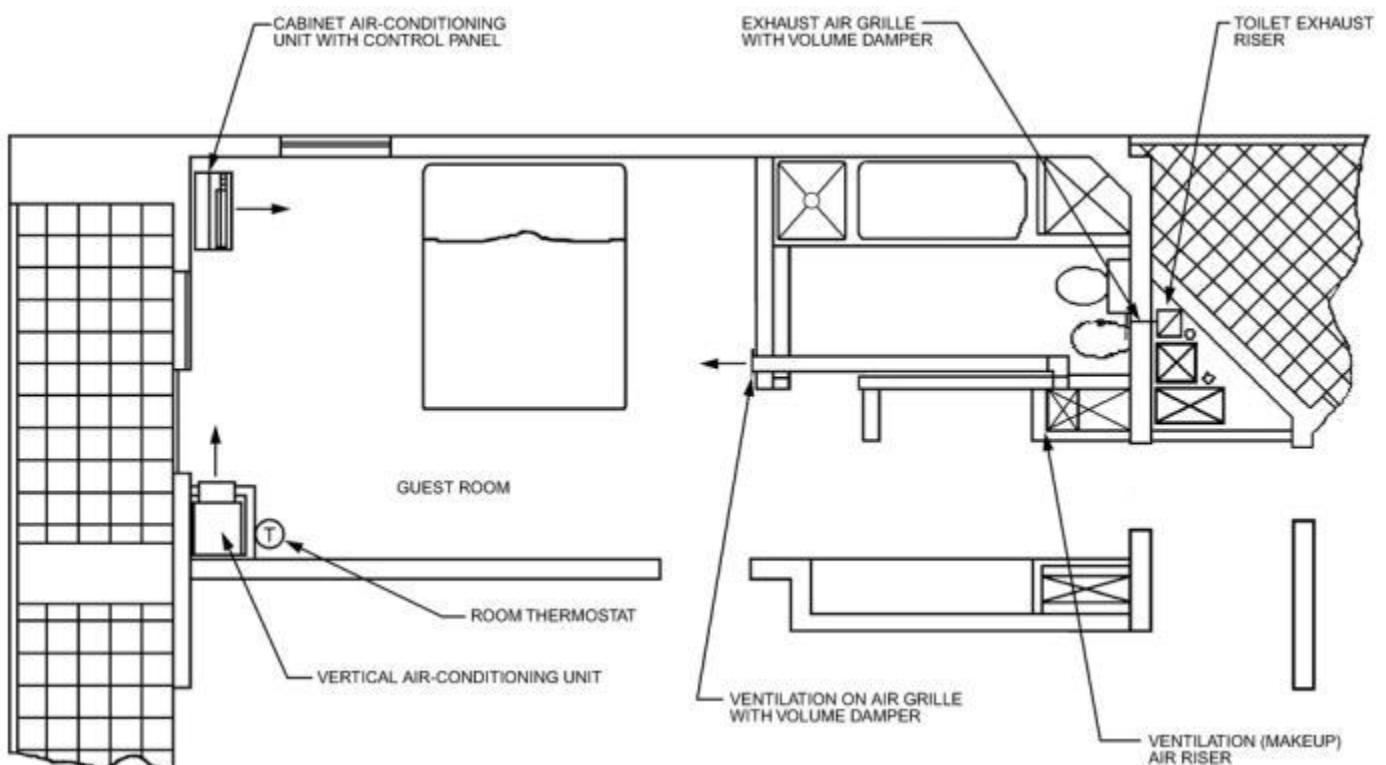 CABINET AIR-CONDITIONING
UNIT WITH CONTROL PANEL
EXHAUST AIR GRILLE
WITH VOLUME DAMPER
TOILET EXHAUST
RISER
GUEST ROOM
T
ROOM THERMOSTAT
VERTICAL AIR-CONDITIONING UNIT
VENTILATION ON AIR GRILLE
WITH VOLUME DAMPER
VENTILATION (MAKEUP)
AIR RISER